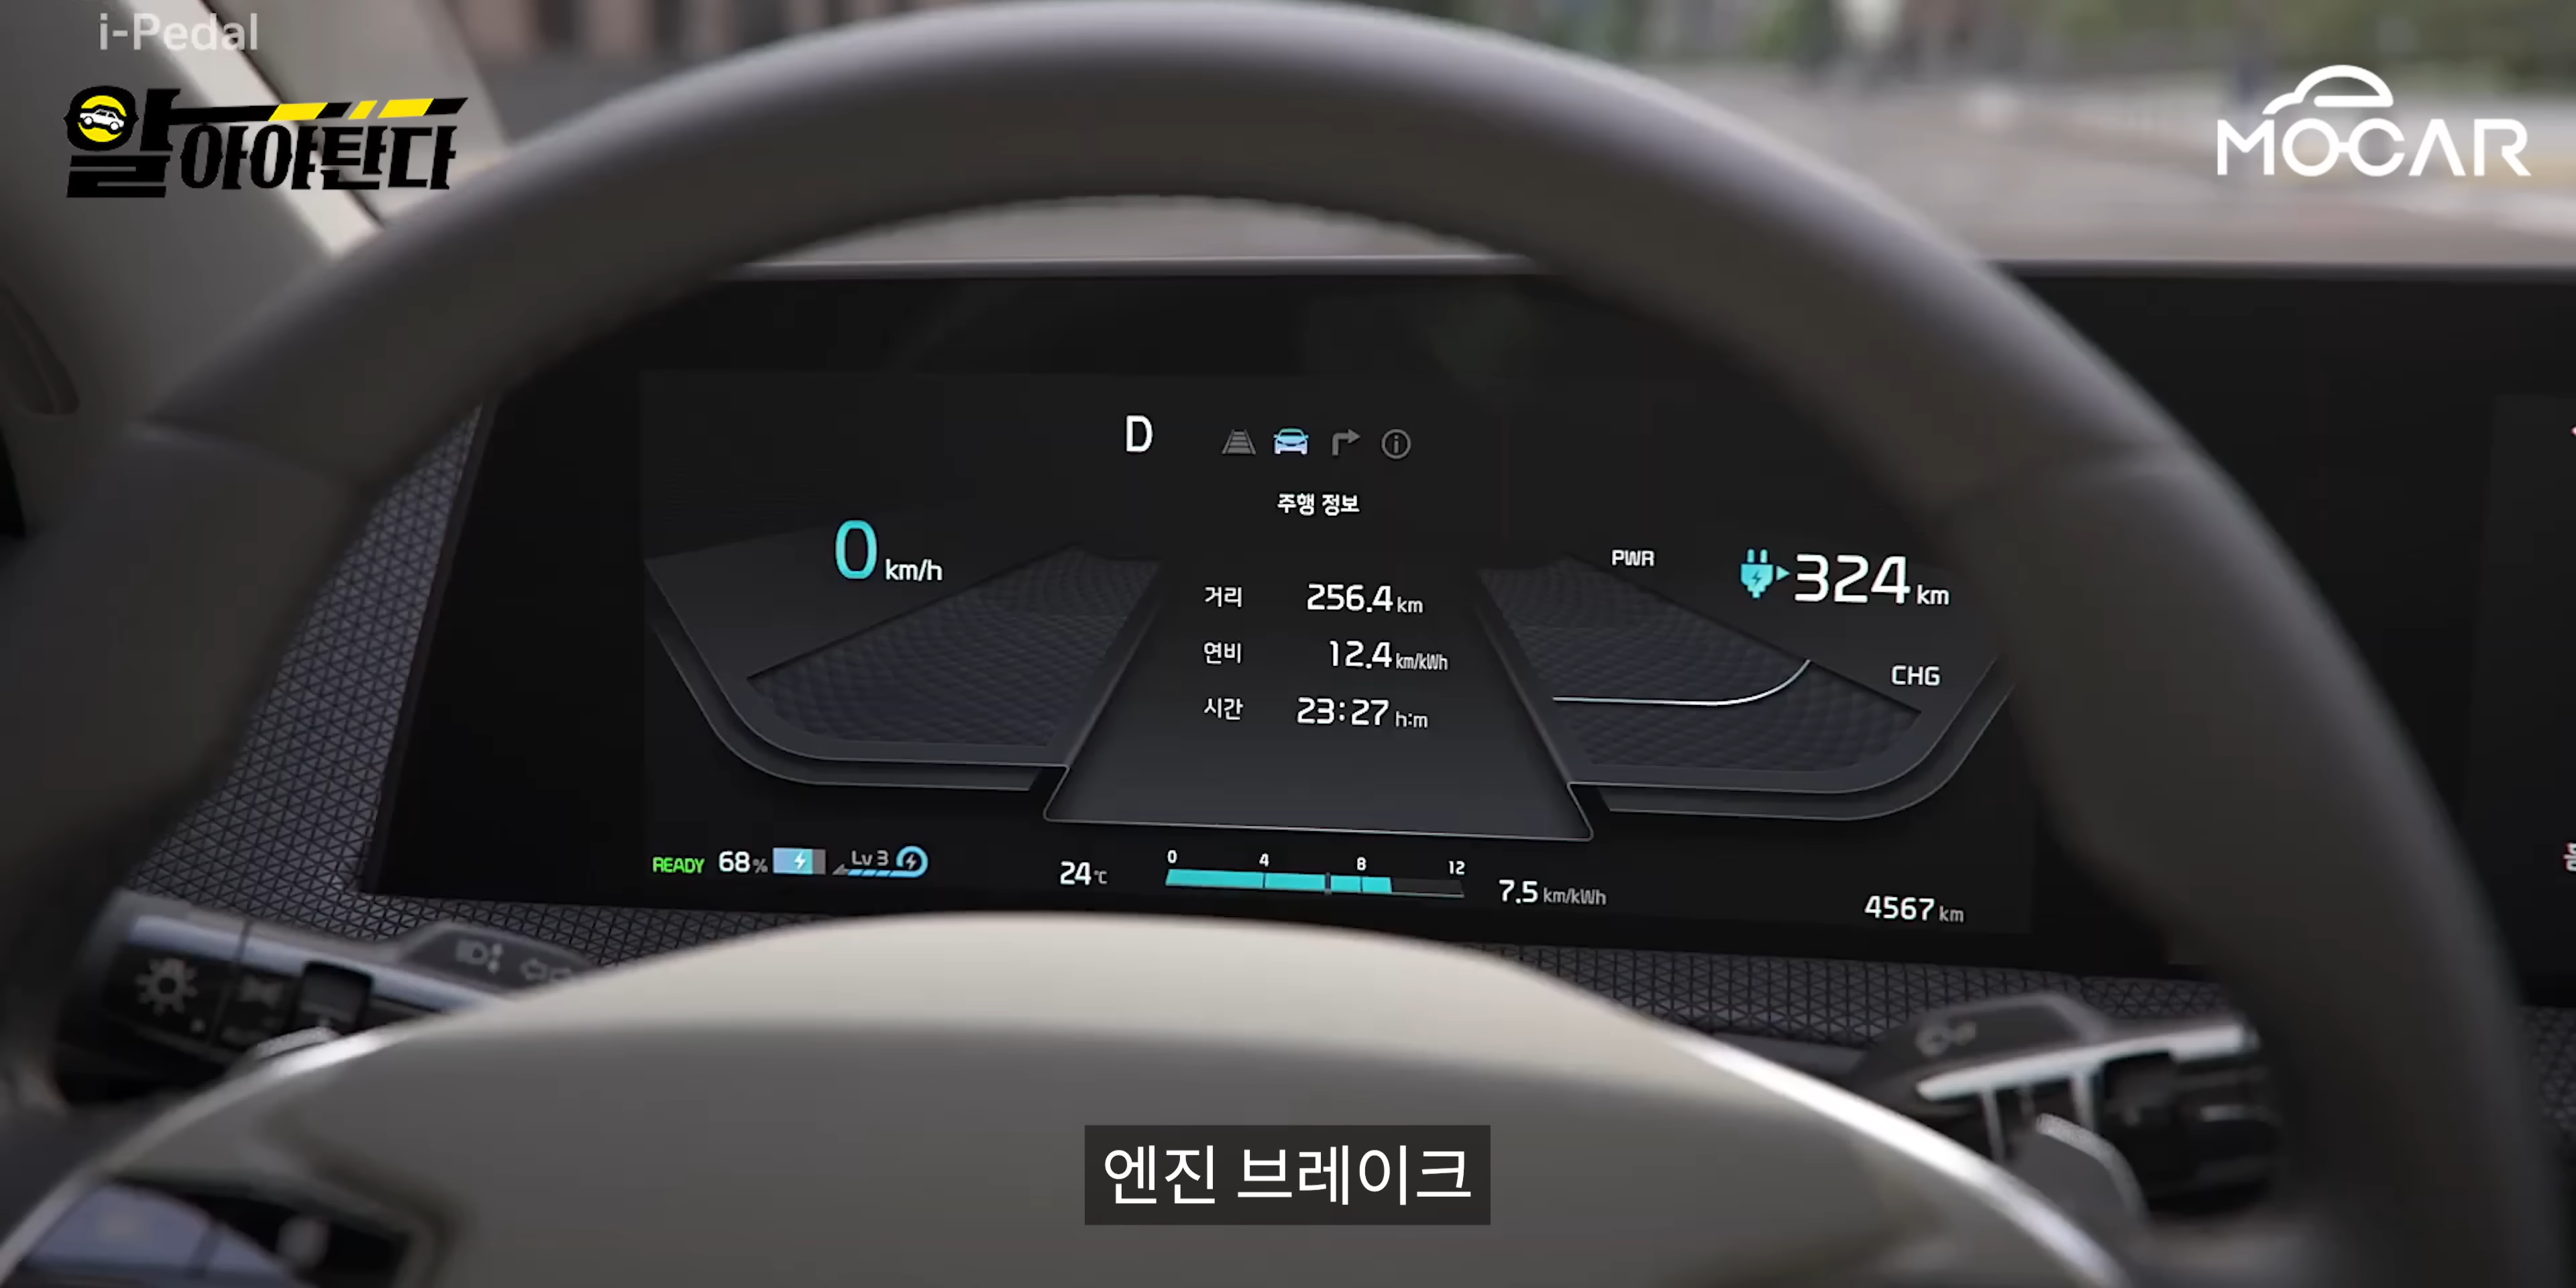 i-Pedal
알아야탄다
MOCAR
D
주행 정보
0 km/h
PWR
324 km
거리 256.4 km
연비 12.4 km/kWh
CHG
시간 23:27 h:m
READY 68% Lv 3
24℃
0 4 8 12
7.5 km/kWh
4567 km
엔진 브레이크